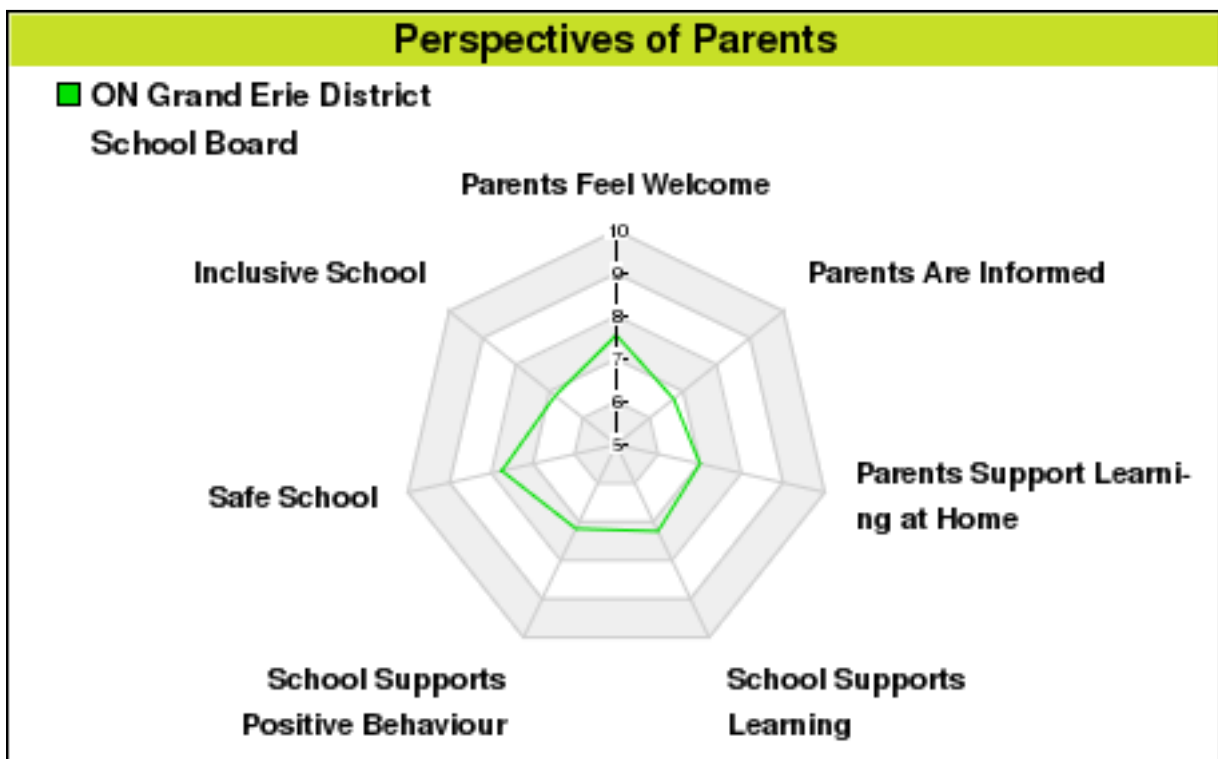 Perspectives of Parents
ON Grand Erie District
School Board
Parents Feel Welcome
Inclusive School
Parents Are Informed
10
9-
8-
7-
6-
5-
Safe School
Parents Support Learni-
ng at Home
School Supports
Positive Behaviour
School Supports
Learning